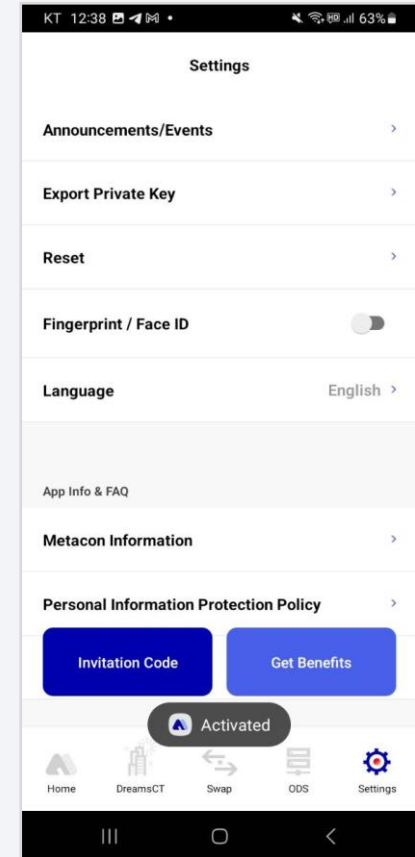 KT 12:38 63%
Settings
Announcements/Events
Export Private Key
Reset
Fingerprint / Face ID
Language English
App Info & FAQ
Metacon Information
Personal Information Protection Policy
Invitation Code Get Benefits
Activated
Home DreamsCT Swap ODS Settings